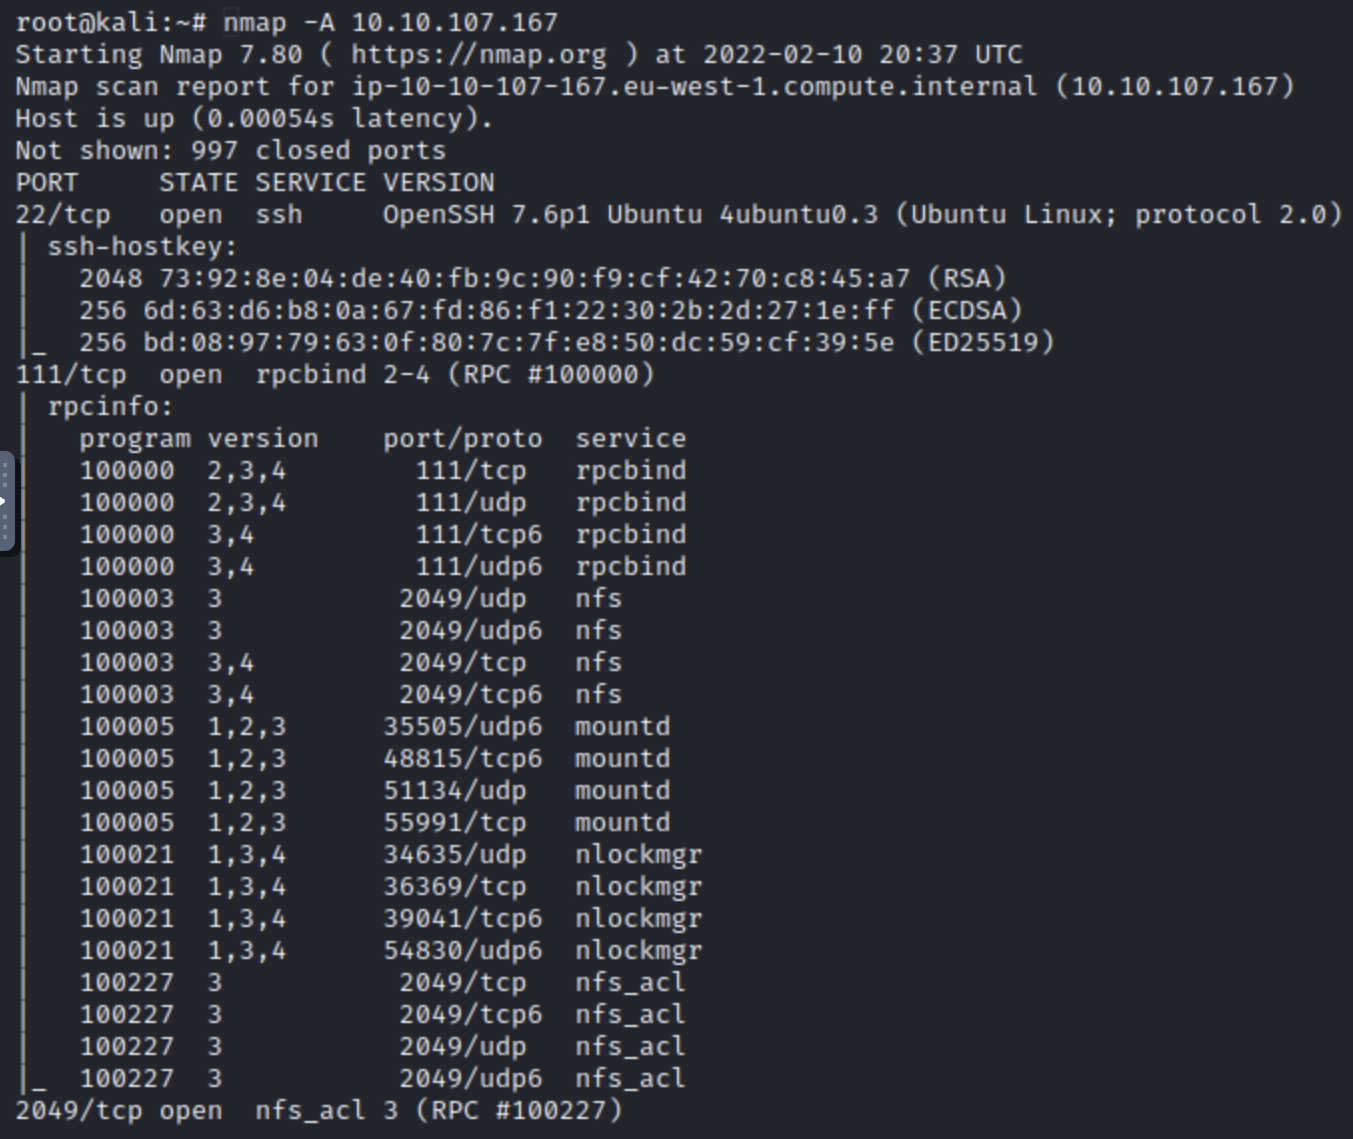 root@kali:~# nmap -A 10.10.107.167
Starting Nmap 7.80 ( https://nmap.org ) at 2022-02-10 20:37 UTC
Nmap scan report for ip-10-10-107-167.eu-west-1.compute.internal (10.10.107.167)
Host is up (0.00054s latency).
Not shown: 997 closed ports
PORT     STATE SERVICE VERSION
22/tcp   open  ssh     OpenSSH 7.6p1 Ubuntu 4ubuntu0.3 (Ubuntu Linux; protocol 2.0)
| ssh-hostkey:
|   2048 73:92:8e:04:de:40:fb:9c:90:f9:cf:42:70:c8:45:a7 (RSA)
|   256 6d:63:d6:b8:0a:67:fd:86:f1:22:30:2b:2d:27:1e:ff (ECDSA)
|_  256 bd:08:97:79:63:0f:80:7c:7f:e8:50:dc:59:cf:39:5e (ED25519)
111/tcp  open  rpcbind 2-4 (RPC #100000)
| rpcinfo:
|   program version    port/proto  service
|   100000  2,3,4        111/tcp   rpcbind
|   100000  2,3,4        111/udp   rpcbind
|   100000  3,4          111/tcp6  rpcbind
|   100000  3,4          111/udp6  rpcbind
|   100003  3           2049/udp   nfs
|   100003  3           2049/udp6  nfs
|   100003  3,4         2049/tcp   nfs
|   100003  3,4         2049/tcp6  nfs
|   100005  1,2,3      35505/udp6  mountd
|   100005  1,2,3      48815/tcp6  mountd
|   100005  1,2,3      51134/udp   mountd
|   100005  1,2,3      55991/tcp   mountd
|   100021  1,3,4      34635/udp   nlockmgr
|   100021  1,3,4      36369/tcp   nlockmgr
|   100021  1,3,4      39041/tcp6  nlockmgr
|   100021  1,3,4      54830/udp6  nlockmgr
|   100227  3           2049/tcp   nfs_acl
|   100227  3           2049/tcp6  nfs_acl
|   100227  3           2049/udp   nfs_acl
|_  100227  3           2049/udp6  nfs_acl
2049/tcp open  nfs_acl 3 (RPC #100227)